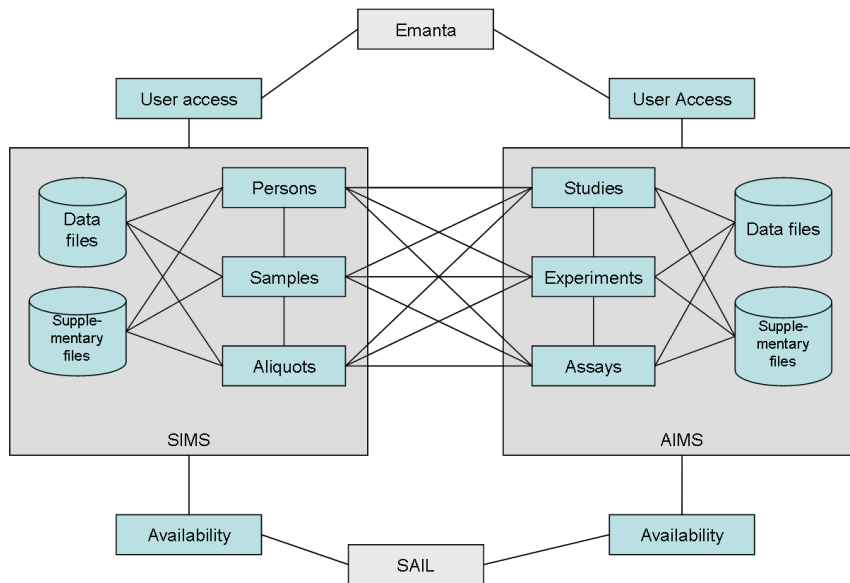 Emanta
User access
User Access
Persons
Studies
Data
files
Data files
Samples
Experiments
Supple-
mentary
files
Supple-
mentary
files
Aliquots
Assays
SIMS
AIMS
Availability
Availability
SAIL